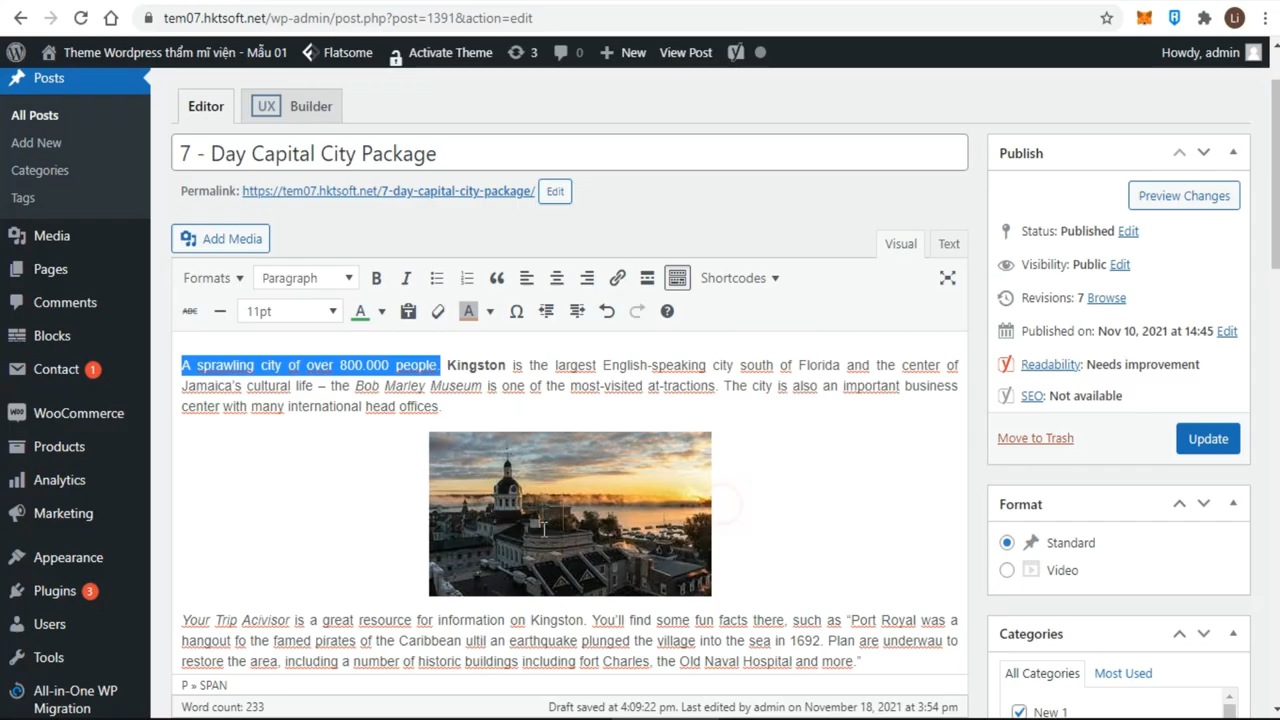 tem07.hktsoft.net/wp-admin/post.php?post=1391&action=edit
Li
Theme Wordpress thẩm mĩ viện - Mẫu 01
Flatsome
Activate Theme
3
0
New
View Post
Howdy, admin
Posts
All Posts
Add New
Categories
Tags
Media
Pages
Comments
Blocks
Contact 1
WooCommerce
Products
Analytics
Marketing
Appearance
Plugins 3
Users
Tools
All-in-One WP
Migration
Editor
UX Builder
7 - Day Capital City Package
Permalink: https://tem07.hktsoft.net/7-day-capital-city-package/ Edit
Add Media
Visual
Text
Formats
Paragraph
B
I
Shortcodes
ABC
11pt
A
A
Ω
A sprawling city of over 800.000 people. Kingston is the largest English-speaking city south of Florida and the center of
Jamaica's cultural life – the Bob Marley Museum is one of the most-visited at-tractions. The city is also an important business
center with many international head offices.
Your Trip Acivisor is a great resource for information on Kingston. You'll find some fun facts there, such as “Port Royal was a
hangout fo the famed pirates of the Caribbean ultil an earthquake plunged the village into the sea in 1692. Plan are underwau to
restore the area, including a number of historic buildings including fort Charles, the Old Naval Hospital and more.”
P » SPAN
Word count: 233
Draft saved at 4:09:22 pm. Last edited by admin on November 18, 2021 at 3:54 pm
Publish
Preview Changes
Status: Published Edit
Visibility: Public Edit
Revisions: 7 Browse
Published on: Nov 10, 2021 at 14:45 Edit
Readability: Needs improvement
SEO: Not available
Move to Trash
Update
Format
Standard
Video
Categories
All Categories
Most Used
New 1